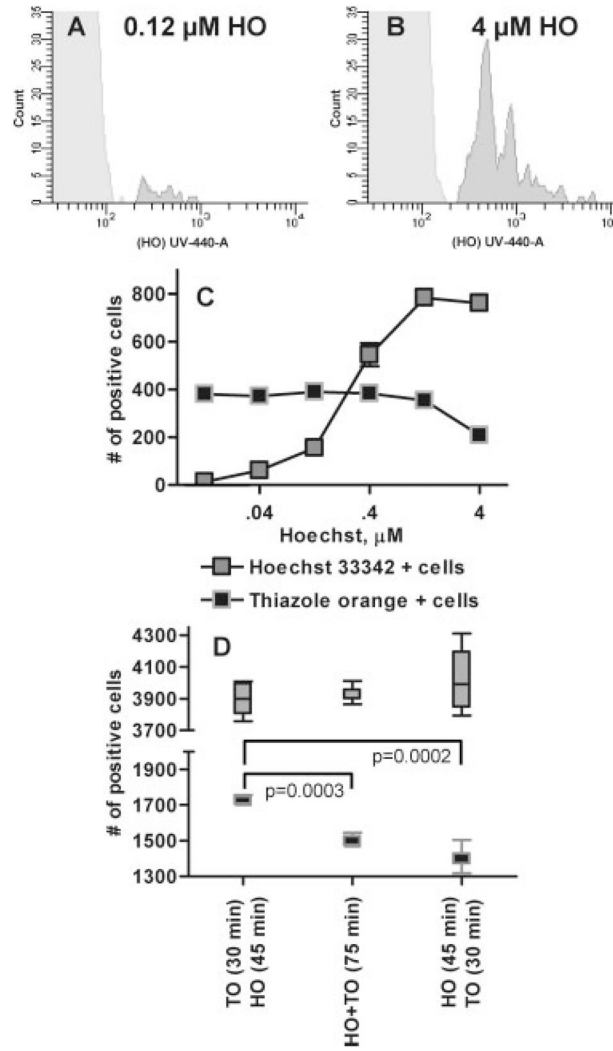 A 0.12 µM HO
B 4 µM HO
35
30
25
20
15
10
5
0
Count
10² 10³ 10⁴
(HO) UV-440-A
35
30
25
20
15
10
5
0
Count
10² 10³ 10⁴
(HO) UV-440-A
C
800
600
400
200
0
# of positive cells
.04 .4 4
Hoechst, µM
Hoechst 33342 + cells
Thiazole orange + cells
D
4300
4100
3900
3700
1900
1700
1500
1300
# of positive cells
p=0.0002
p=0.0003
TO (30 min)
HO (45 min)
HO+TO (75 min)
HO (45 min)
TO (30 min)